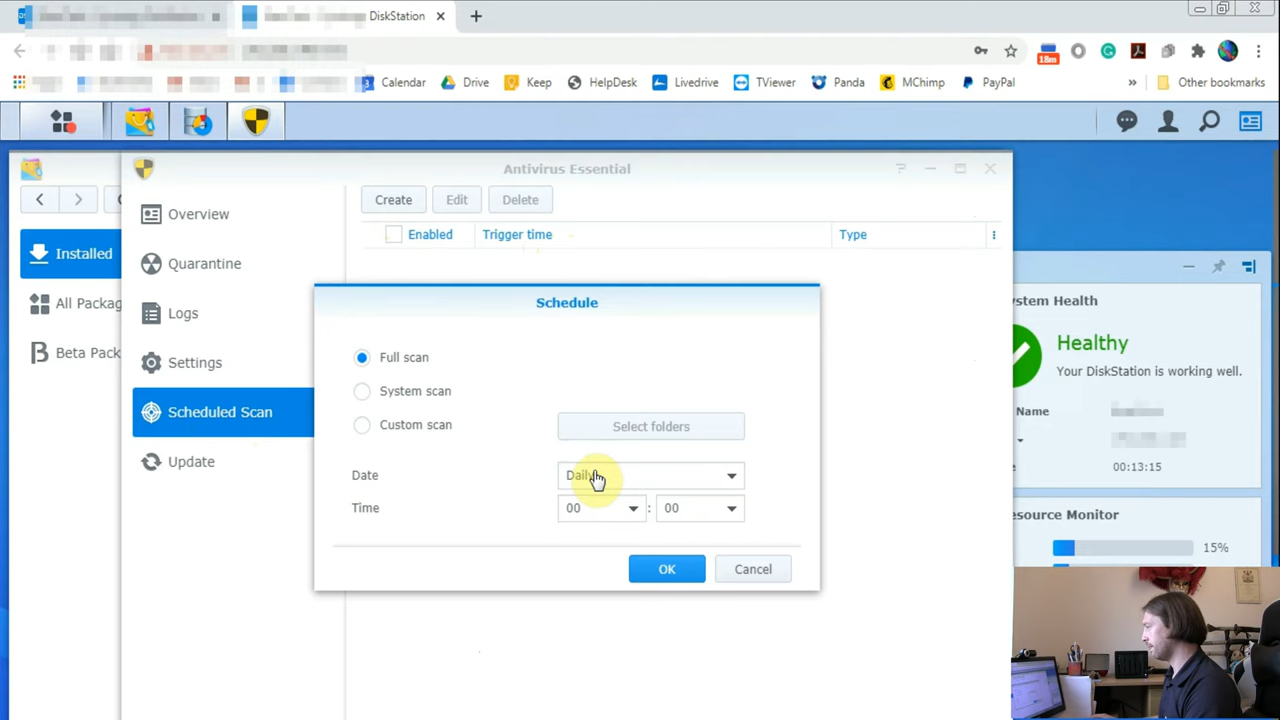 DiskStation
18m
Calendar
Drive
Keep
HelpDesk
Livedrive
TViewer
Panda
MChimp
PayPal
»
Other bookmarks
Antivirus Essential
?
Overview
Quarantine
Logs
Settings
Scheduled Scan
Update
Create
Edit
Delete
Enabled
Trigger time
Type
Installed
All Packag
Beta Pack
Schedule
Full scan
System scan
Custom scan
Select folders
Date
Daily
Time
00 : 00
OK
Cancel
ystem Health
Healthy
Your DiskStation is working well.
Name
e
00:13:15
esource Monitor
15%